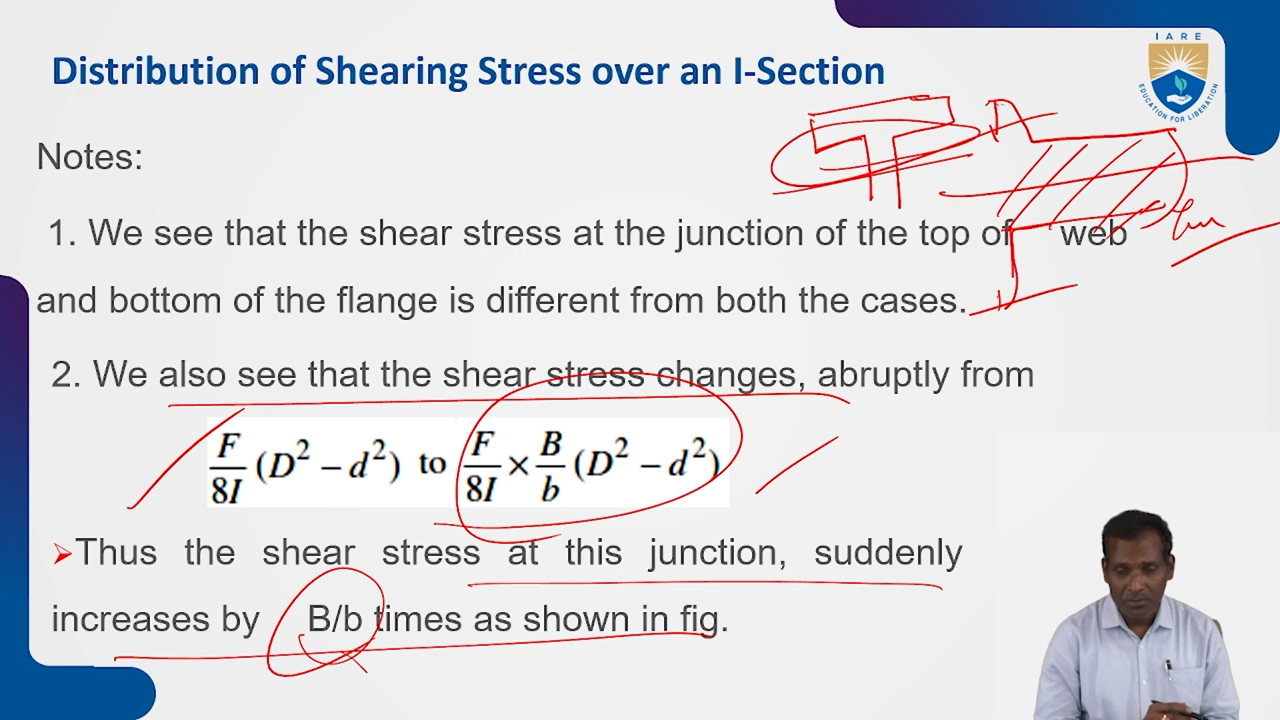 Distribution of Shearing Stress over an I-Section
IARE
EDUCATION FOR LIBERATION
Notes:
1. We see that the shear stress at the junction of the top of web
and bottom of the flange is different from both the cases.
2. We also see that the shear stress changes, abruptly from
F/8I (D² – d²) to F/8I × B/b (D² – d²)
➢Thus the shear stress at this junction, suddenly
increases by B/b times as shown in fig.